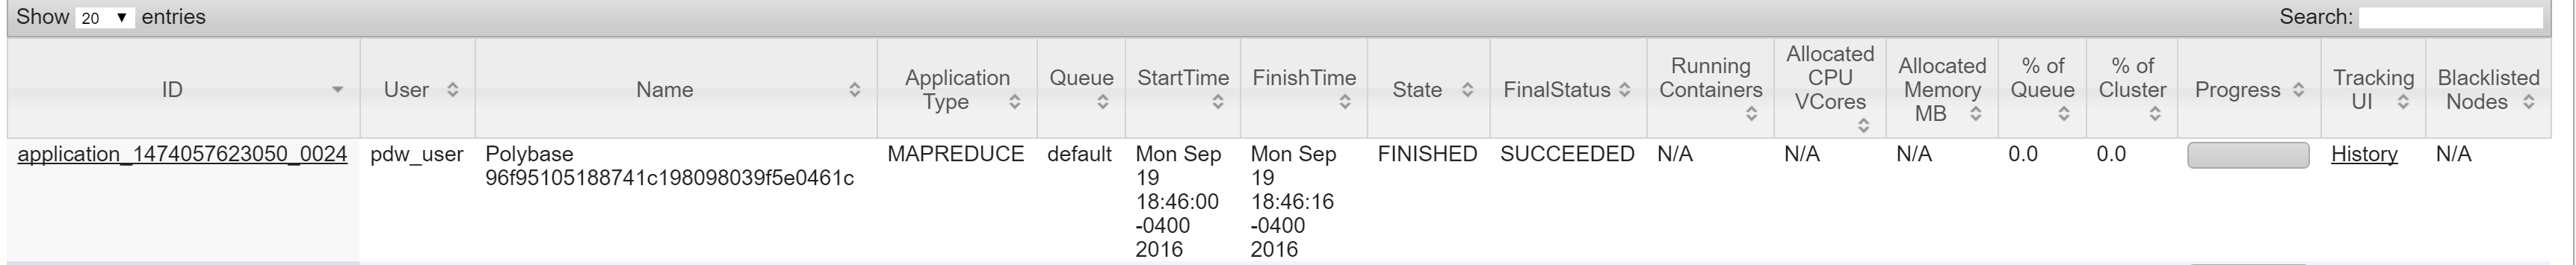 Show 20 entries Search:
ID User Name Application Type Queue StartTime FinishTime State FinalStatus Running Containers Allocated CPU VCores Allocated Memory MB % of Queue % of Cluster Progress Tracking UI Blacklisted Nodes
application_1474057623050_0024 pdw_user Polybase MAPREDUCE default Mon Sep Mon Sep FINISHED SUCCEEDED N/A N/A N/A 0.0 0.0 History N/A
96f95105188741c198098039f5e0461c 19 19
18:46:00 18:46:16
-0400 -0400
2016 2016